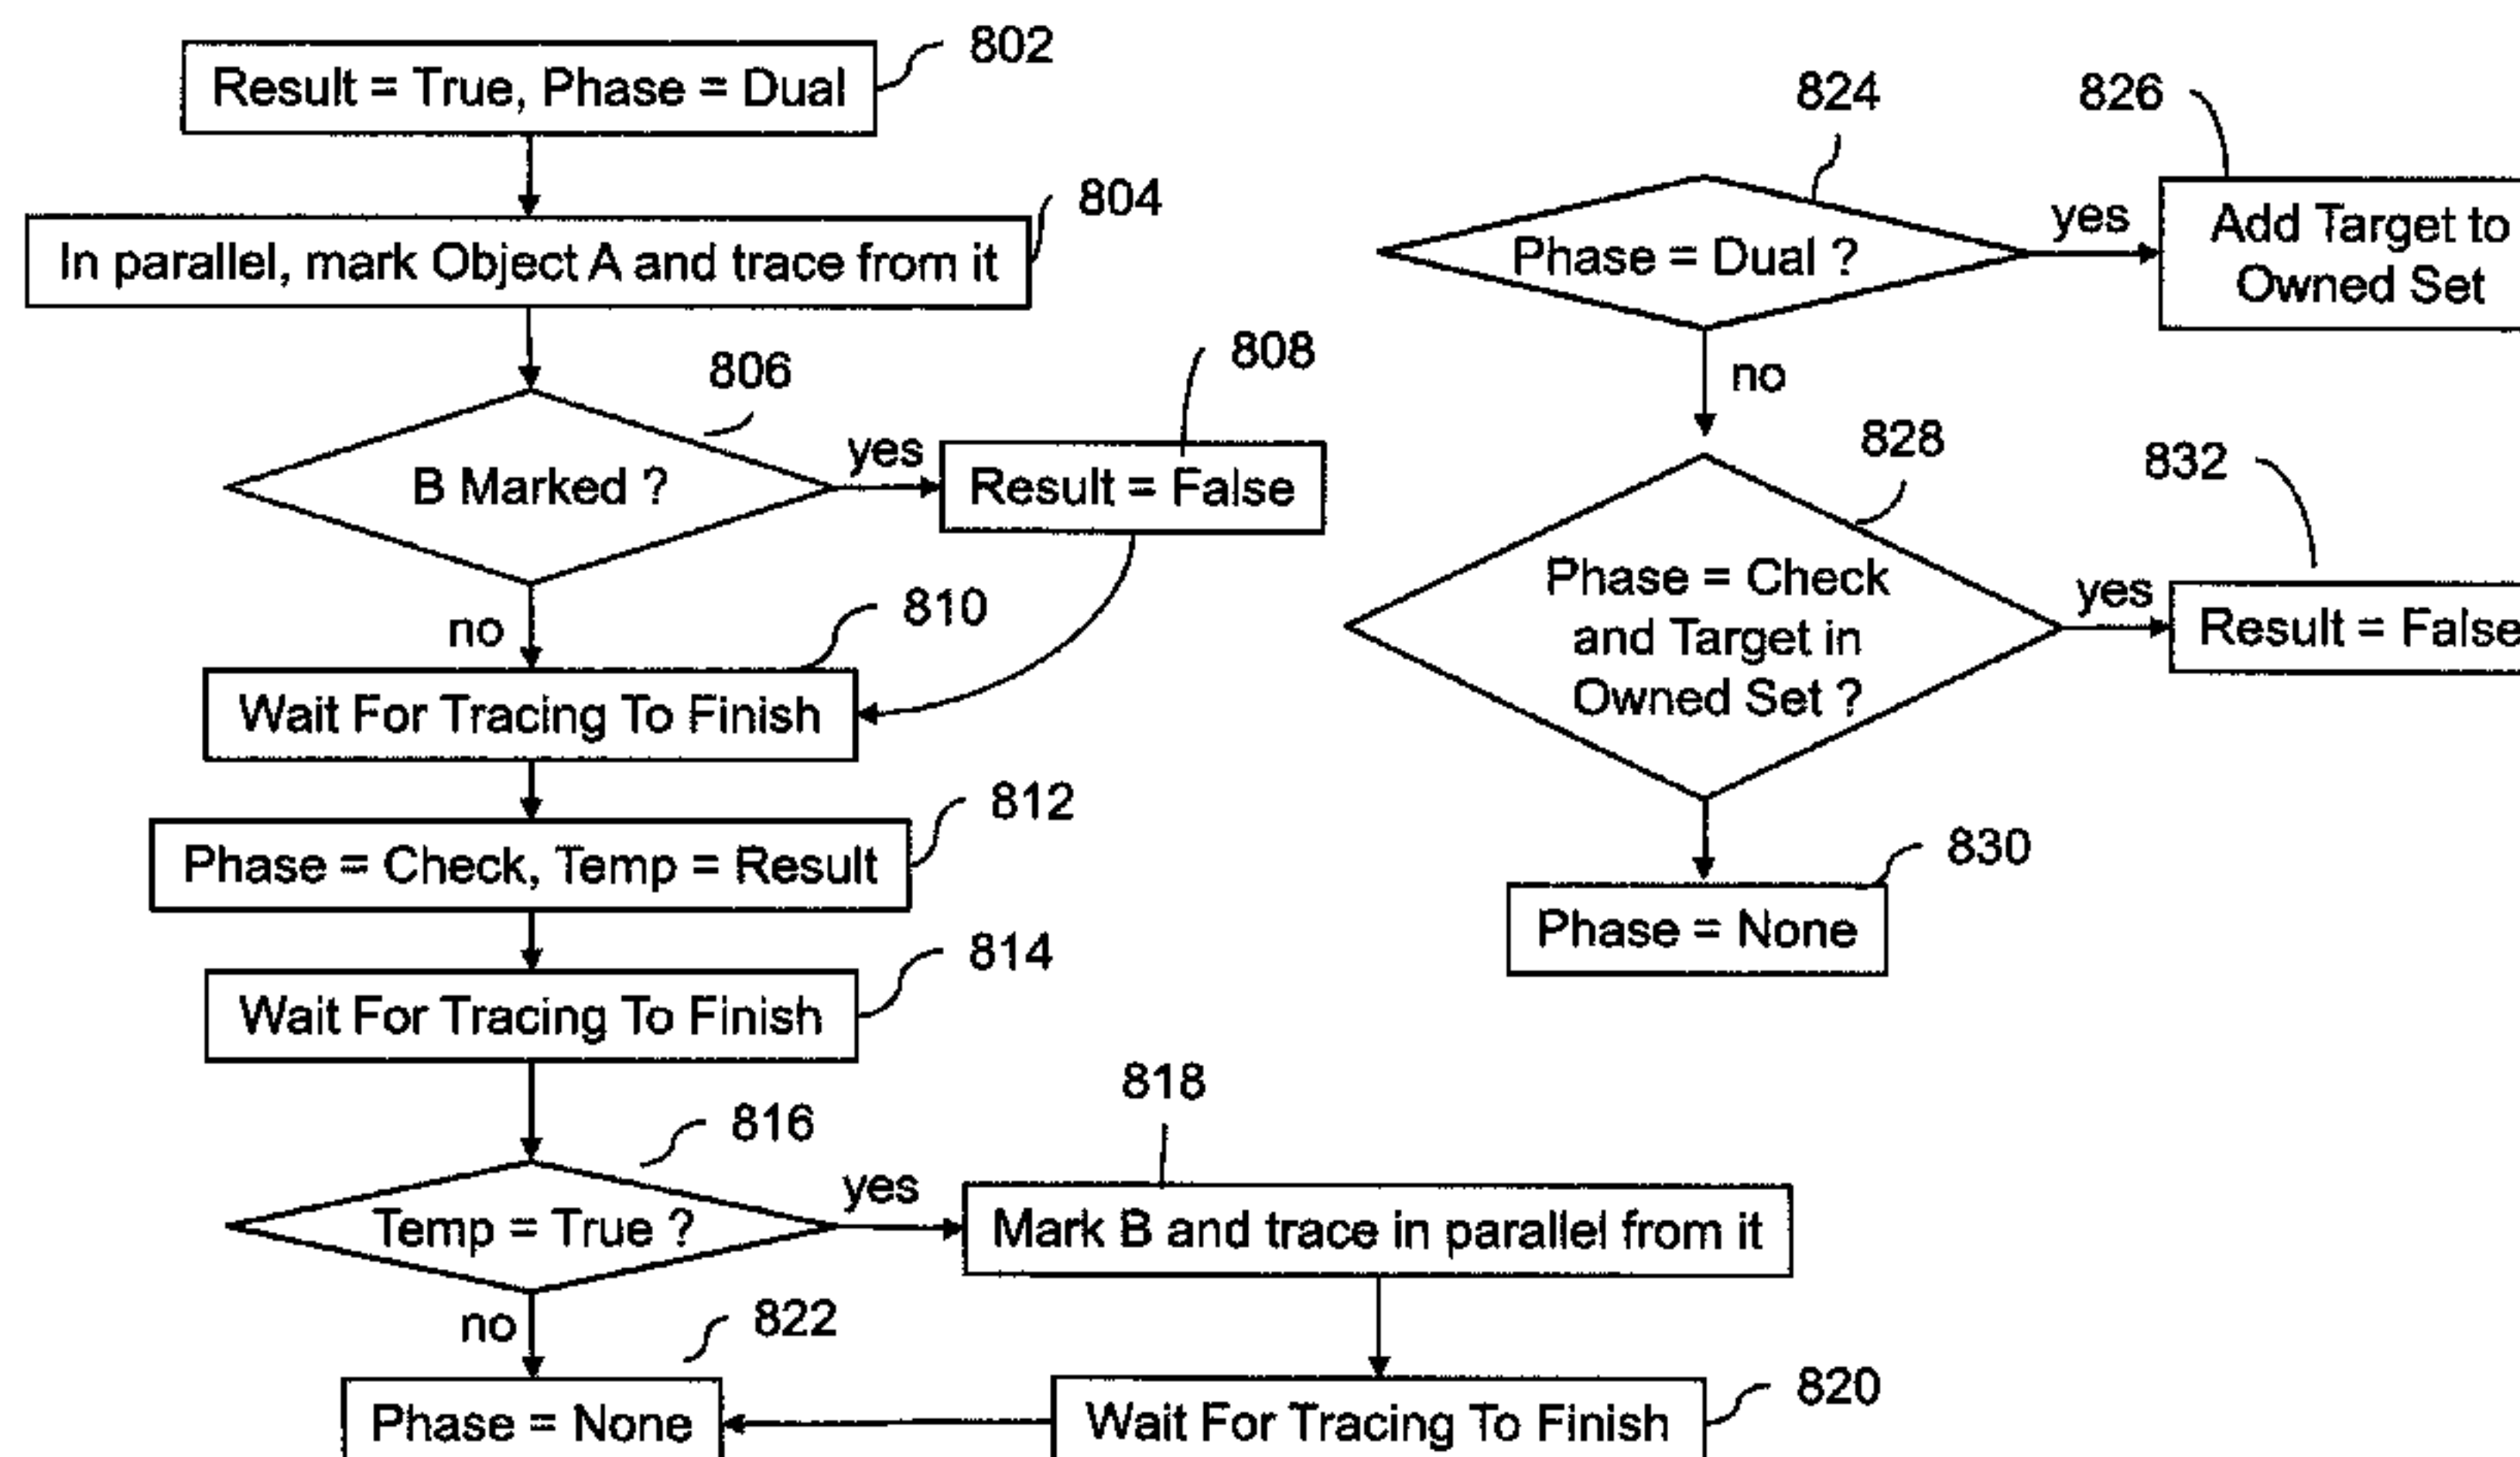 802
Result = True, Phase = Dual
804
In parallel, mark Object A and trace from it
806
B Marked ?
yes
808
Result = False
no
810
Wait For Tracing To Finish
812
Phase = Check, Temp = Result
814
Wait For Tracing To Finish
816
Temp = True ?
yes
818
Mark B and trace in parallel from it
no
822
Phase = None
820
Wait For Tracing To Finish
824
Phase = Dual ?
yes
826
Add Target to
Owned Set
no
828
Phase = Check
and Target in
Owned Set ?
yes
832
Result = False
830
Phase = None